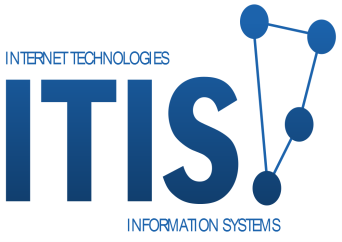 INTERNET TECHNOLOGIES
ITIS
INFORMATION SYSTEMS